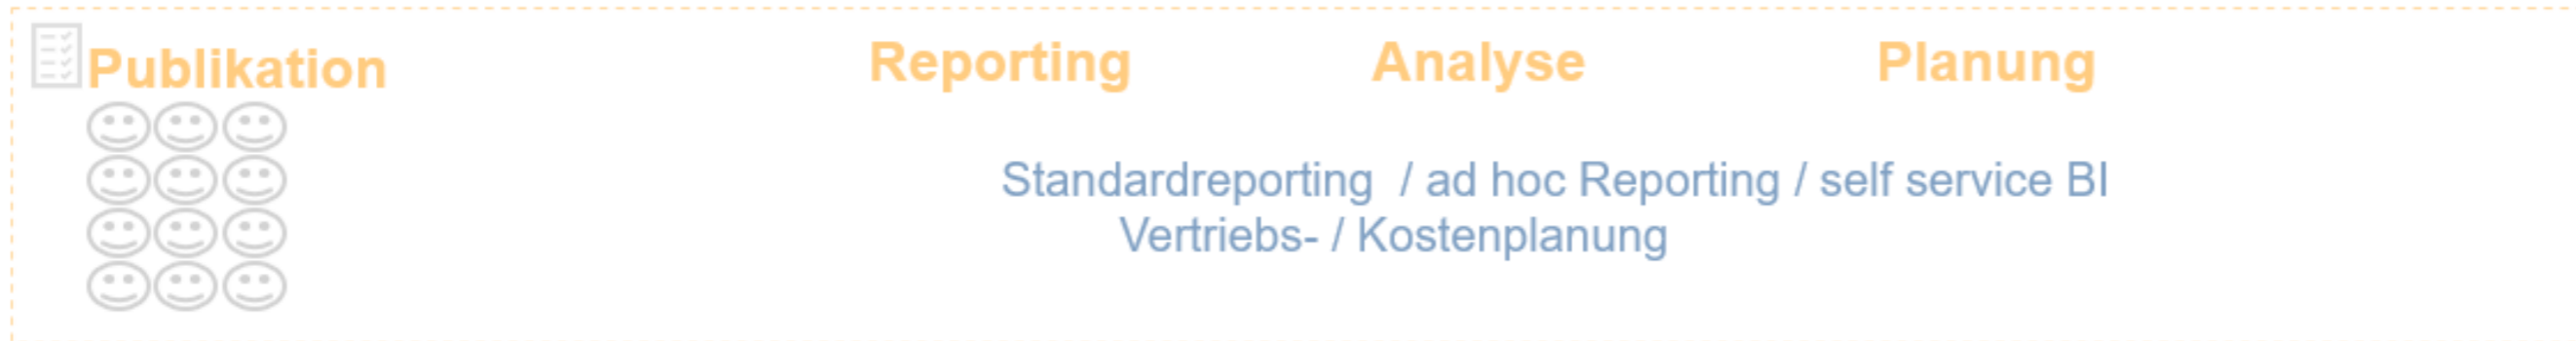 Publikation Reporting Analyse Planung
Standardreporting / ad hoc Reporting / self service BI
Vertriebs- / Kostenplanung